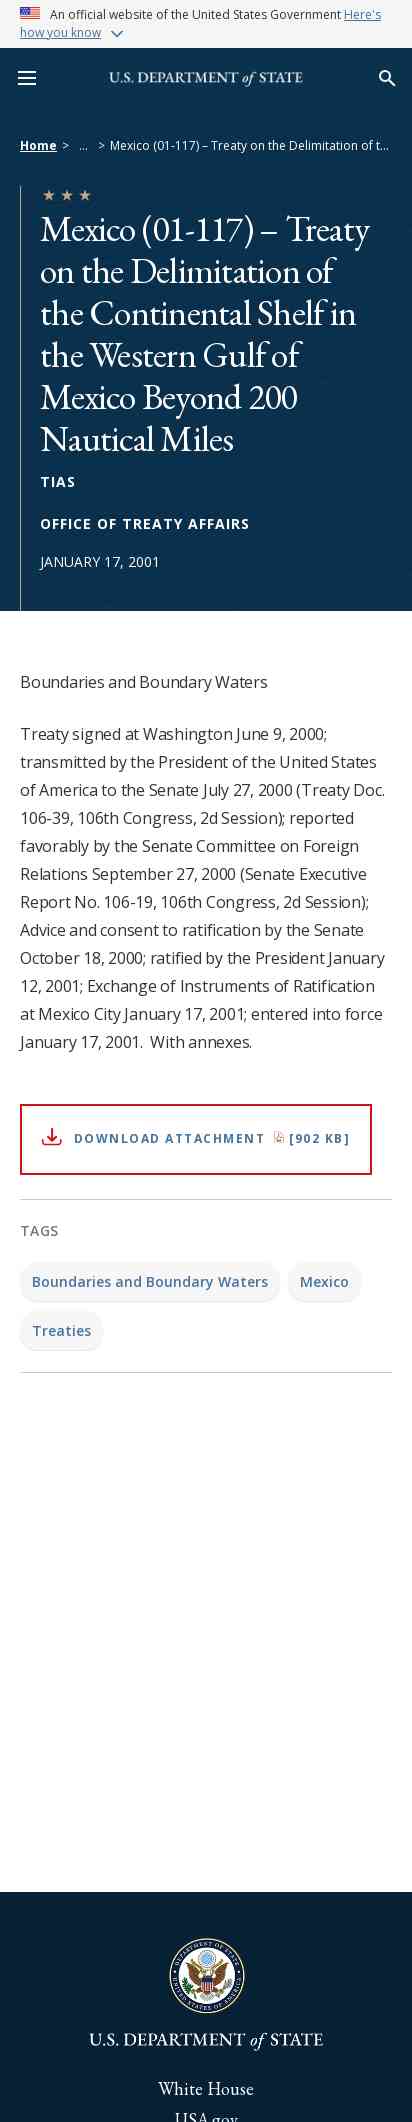 An official website of the United States Government Here's
how you know
U.S. DEPARTMENT of STATE
Home > ... > Mexico (01-117) – Treaty on the Delimitation of t...
Mexico (01-117) – Treaty
on the Delimitation of
the Continental Shelf in
the Western Gulf of
Mexico Beyond 200
Nautical Miles
TIAS
OFFICE OF TREATY AFFAIRS
JANUARY 17, 2001
Boundaries and Boundary Waters
Treaty signed at Washington June 9, 2000;
transmitted by the President of the United States
of America to the Senate July 27, 2000 (Treaty Doc.
106-39, 106th Congress, 2d Session); reported
favorably by the Senate Committee on Foreign
Relations September 27, 2000 (Senate Executive
Report No. 106-19, 106th Congress, 2d Session);
Advice and consent to ratification by the Senate
October 18, 2000; ratified by the President January
12, 2001; Exchange of Instruments of Ratification
at Mexico City January 17, 2001; entered into force
January 17, 2001.  With annexes.
DOWNLOAD ATTACHMENT [902 KB]
TAGS
Boundaries and Boundary Waters
Mexico
Treaties
DEPARTMENT OF STATE
UNITED STATES OF AMERICA
U.S. DEPARTMENT of STATE
White House
USA.gov